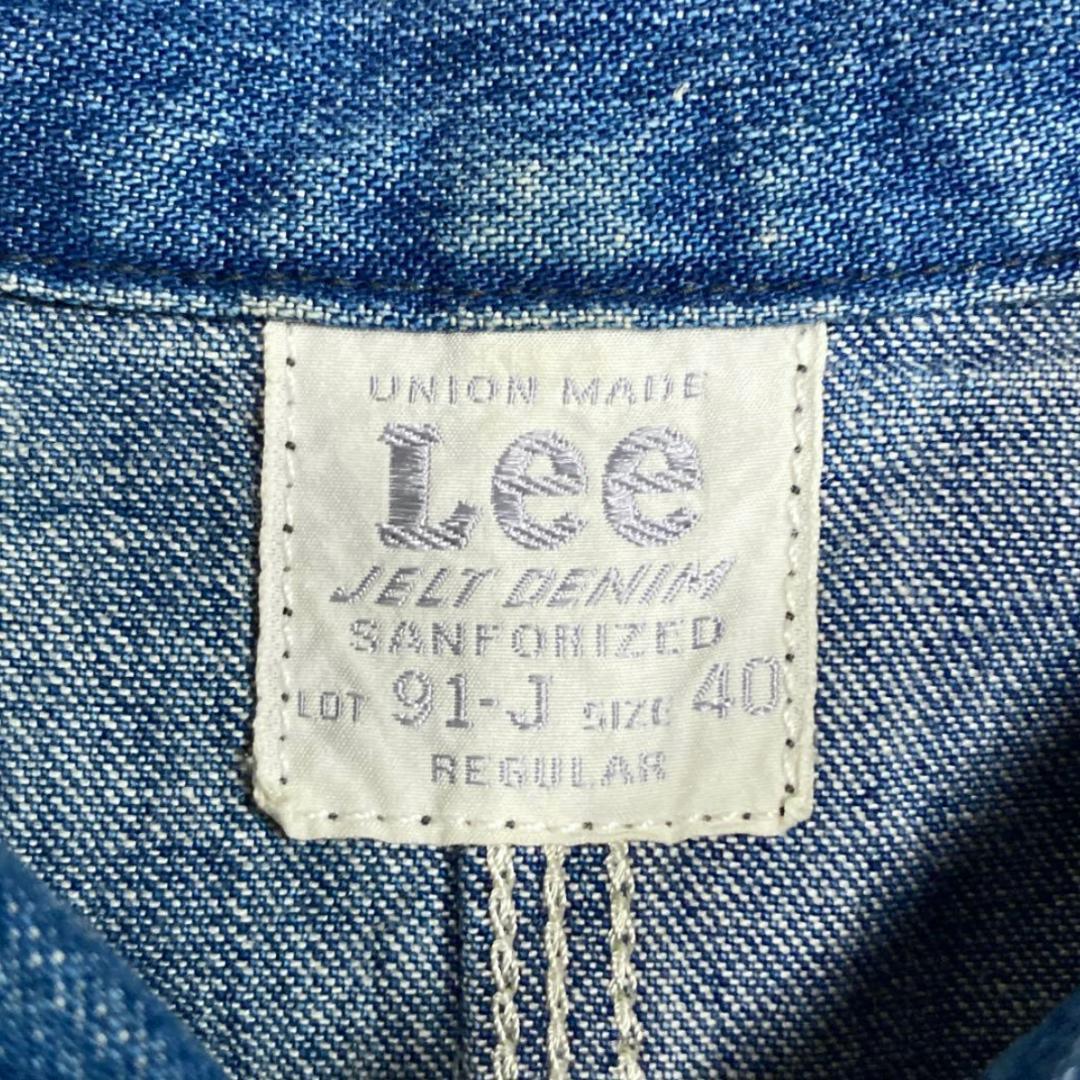 UNION MADE
Lee
JELT DENIM
SANFORIZED
LOT 91-J SIZE 40
REGULAR